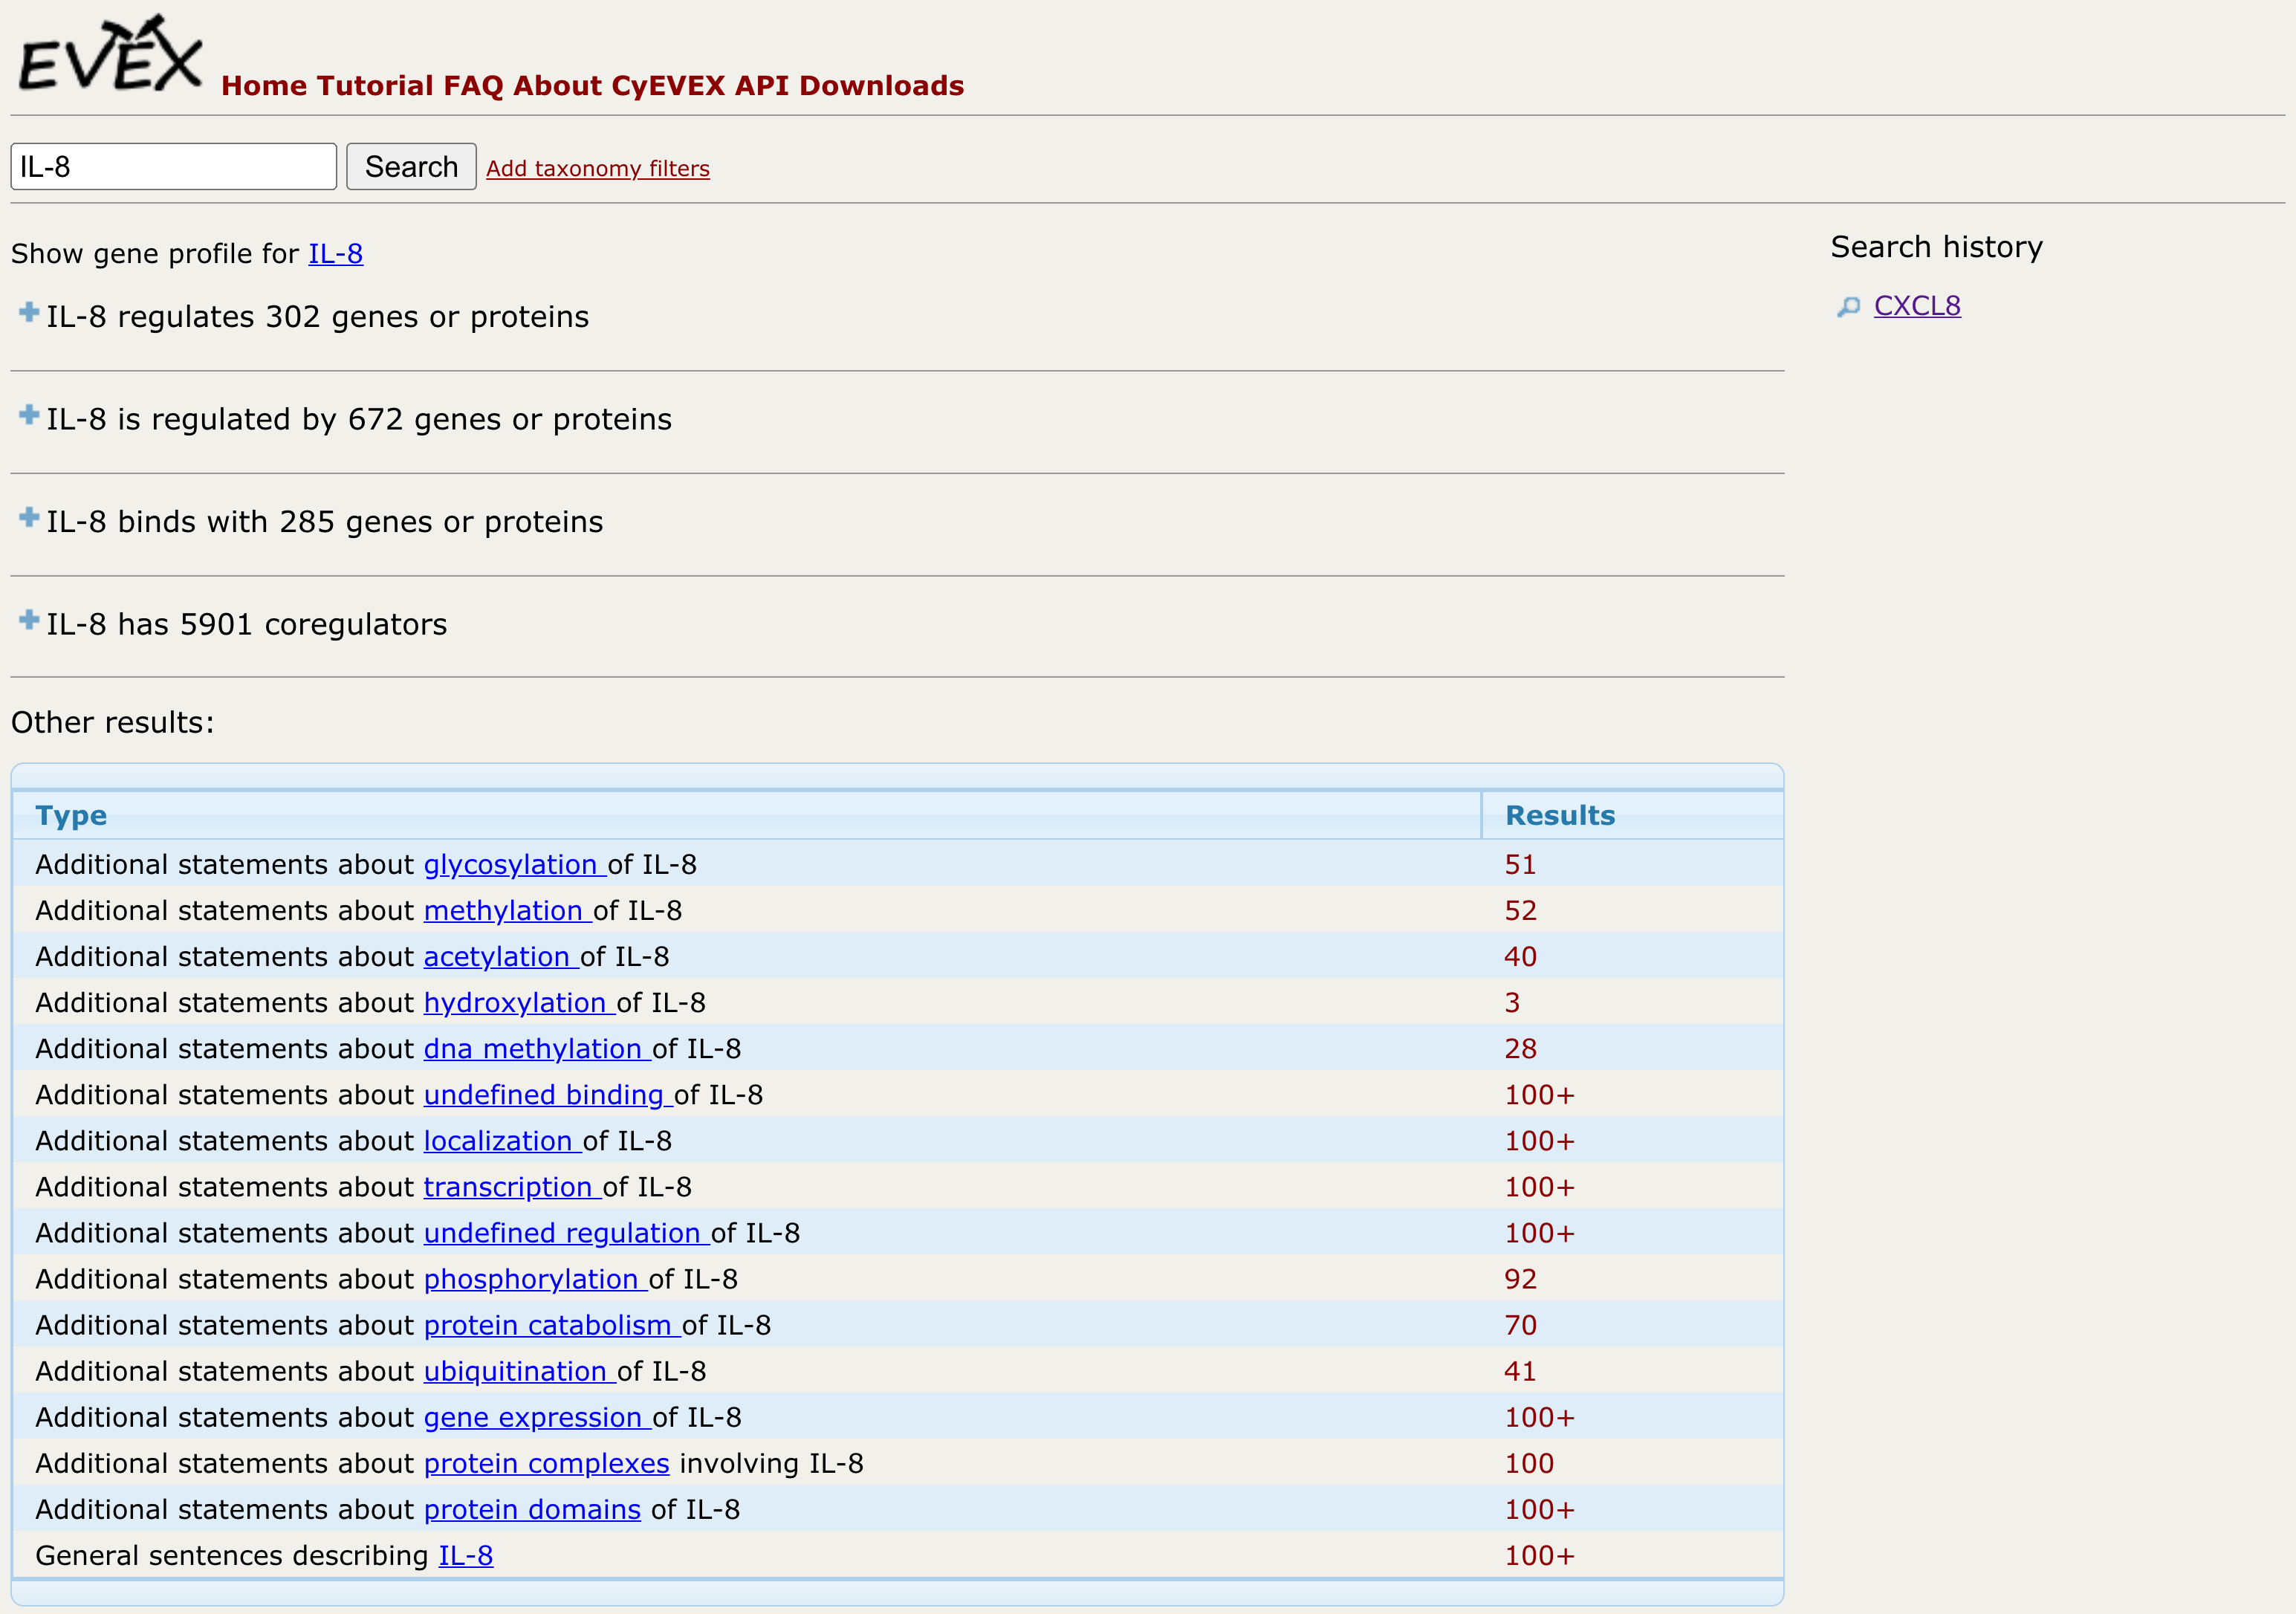 EVEX
Home Tutorial FAQ About CyEVEX API Downloads
IL-8 Search Add taxonomy filters
Show gene profile for IL-8
IL-8 regulates 302 genes or proteins
IL-8 is regulated by 672 genes or proteins
IL-8 binds with 285 genes or proteins
IL-8 has 5901 coregulators
Search history
CXCL8
Other results:
Type Results
Additional statements about glycosylation of IL-8 51
Additional statements about methylation of IL-8 52
Additional statements about acetylation of IL-8 40
Additional statements about hydroxylation of IL-8 3
Additional statements about dna methylation of IL-8 28
Additional statements about undefined binding of IL-8 100+
Additional statements about localization of IL-8 100+
Additional statements about transcription of IL-8 100+
Additional statements about undefined regulation of IL-8 100+
Additional statements about phosphorylation of IL-8 92
Additional statements about protein catabolism of IL-8 70
Additional statements about ubiquitination of IL-8 41
Additional statements about gene expression of IL-8 100+
Additional statements about protein complexes involving IL-8 100
Additional statements about protein domains of IL-8 100+
General sentences describing IL-8 100+